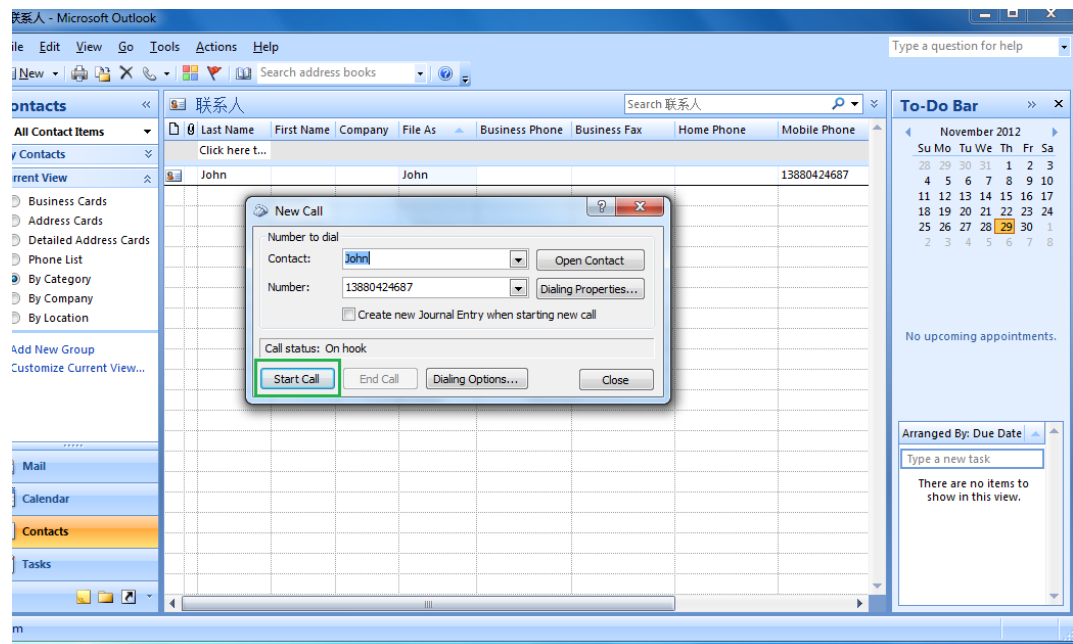 联系人 - Microsoft Outlook
ile Edit View Go Tools Actions Help
Type a question for help
New
Search address books
ontacts
All Contact Items
y Contacts
rrent View
Business Cards
Address Cards
Detailed Address Cards
Phone List
By Category
By Company
By Location
Add New Group
Customize Current View...
Mail
Calendar
Contacts
Tasks
联系人
Search 联系人
Last Name First Name Company File As Business Phone Business Fax Home Phone Mobile Phone
Click here t...
John John 13880424687
New Call
Number to dial
Contact: John Open Contact
Number: 13880424687 Dialing Properties...
Create new Journal Entry when starting new call
Call status: On hook
Start Call End Call Dialing Options... Close
To-Do Bar
November 2012
Su Mo Tu We Th Fr Sa
28 29 30 31 1 2 3
4 5 6 7 8 9 10
11 12 13 14 15 16 17
18 19 20 21 22 23 24
25 26 27 28 29 30 1
2 3 4 5 6 7 8
No upcoming appointments.
Arranged By: Due Date
Type a new task
There are no items to
show in this view.
m